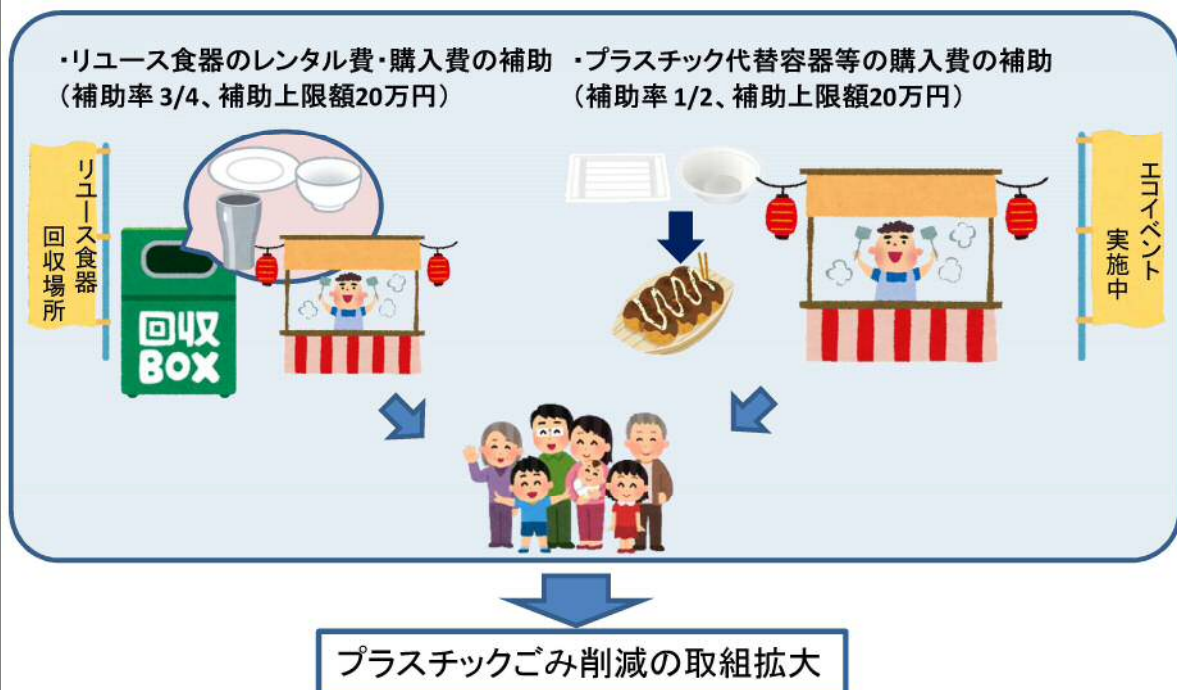 ・リユース食器のレンタル費・購入費の補助
（補助率 3/4、補助上限額20万円）
・プラスチック代替容器等の購入費の補助
（補助率 1/2、補助上限額20万円）
リユース食器
回収場所
回収
BOX
エコイベント
実施中
プラスチックごみ削減の取組拡大